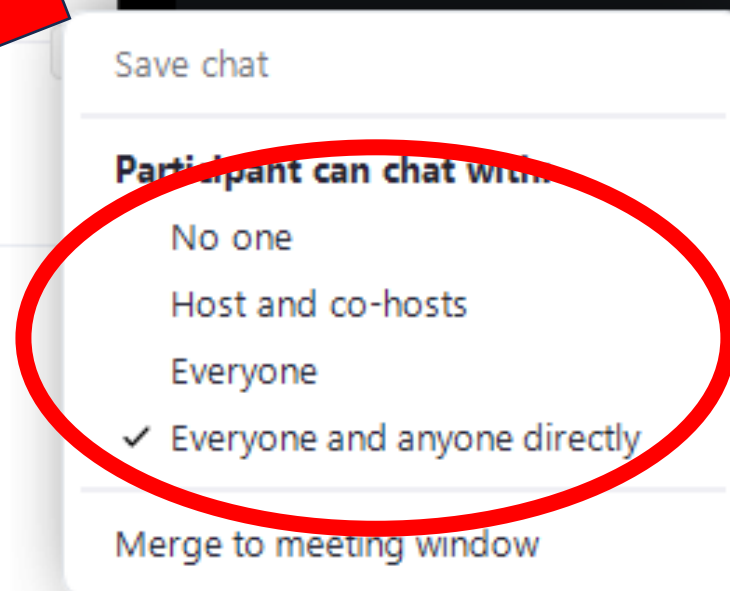 Save chat
Participant can chat with:
No one
Host and co-hosts
Everyone
✓ Everyone and anyone directly
Merge to meeting window